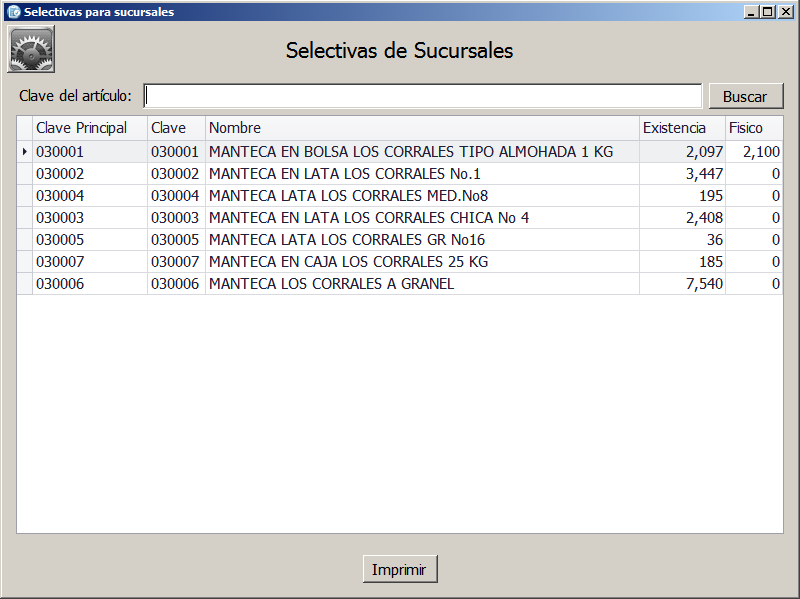 Selectivas para sucursales
Selectivas de Sucursales
Clave del artículo:
Buscar
Clave Principal Clave Nombre Existencia Fisico
030001 030001 MANTECA EN BOLSA LOS CORRALES TIPO ALMOHADA 1 KG 2,097 2,100
030002 030002 MANTECA EN LATA LOS CORRALES No.1 3,447 0
030004 030004 MANTECA LATA LOS CORRALES MED.No8 195 0
030003 030003 MANTECA EN LATA LOS CORRALES CHICA No 4 2,408 0
030005 030005 MANTECA LATA LOS CORRALES GR No16 36 0
030007 030007 MANTECA EN CAJA LOS CORRALES 25 KG 185 0
030006 030006 MANTECA LOS CORRALES A GRANEL 7,540 0
Imprimir